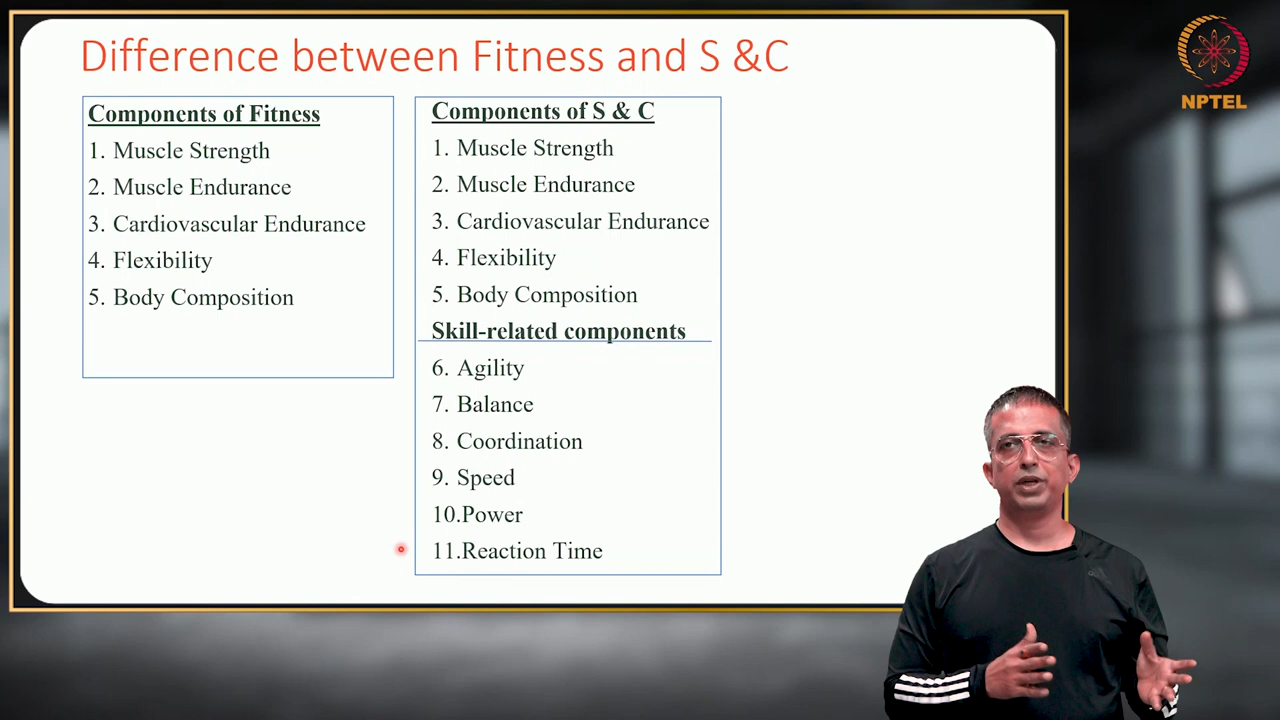 Difference between Fitness and S &C
Components of Fitness
1. Muscle Strength
2. Muscle Endurance
3. Cardiovascular Endurance
4. Flexibility
5. Body Composition
Components of S & C
1. Muscle Strength
2. Muscle Endurance
3. Cardiovascular Endurance
4. Flexibility
5. Body Composition
Skill-related components
6. Agility
7. Balance
8. Coordination
9. Speed
10.Power
11.Reaction Time
NPTEL